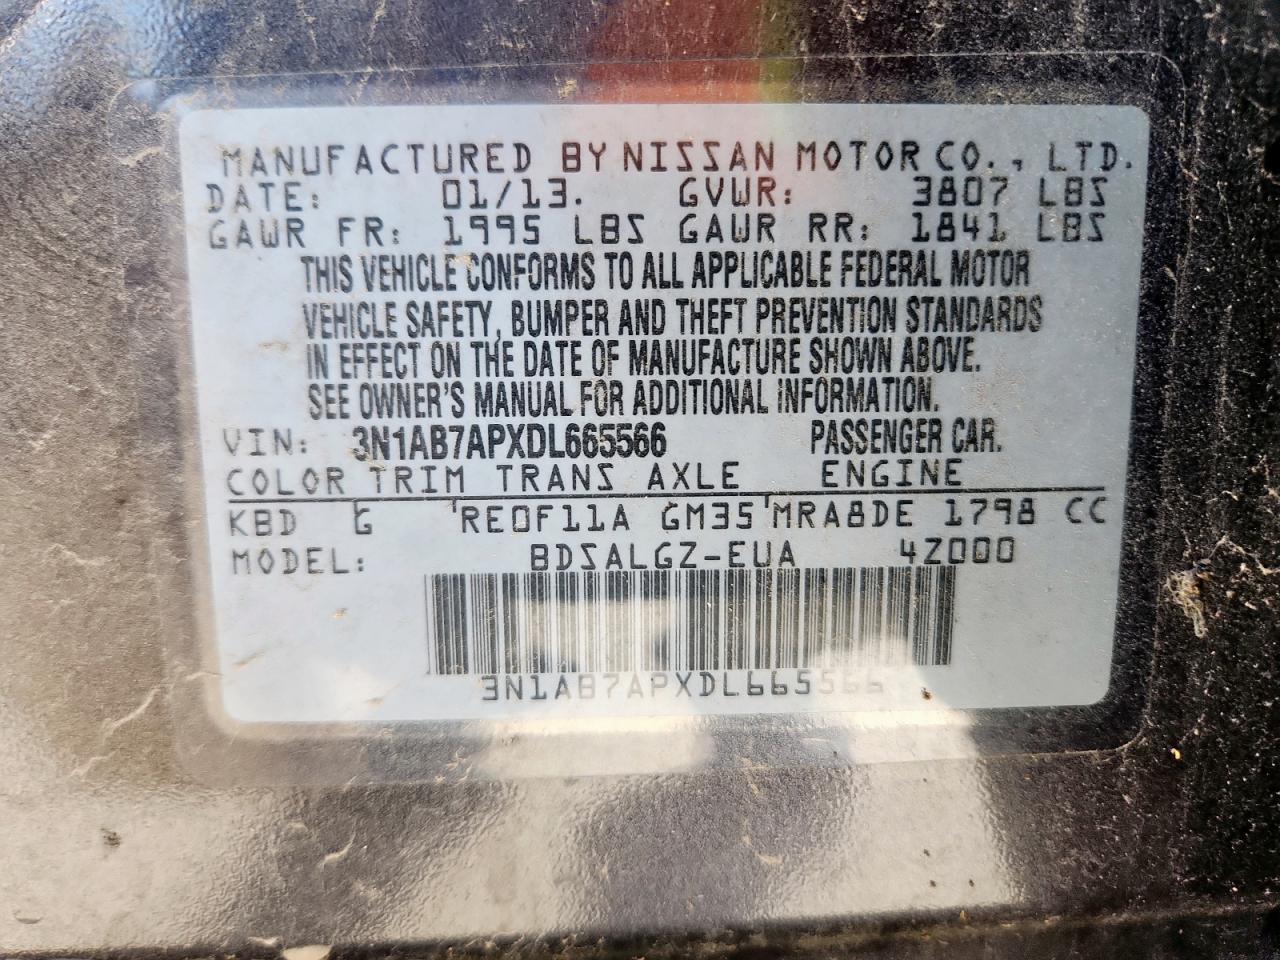 MANUFACTURED BY NISSAN MOTOR CO., LTD.
DATE: 01/13. GVWR: 3807 LBS
GAWR FR: 1995 LBS GAWR RR: 1841 LBS
THIS VEHICLE CONFORMS TO ALL APPLICABLE FEDERAL MOTOR
VEHICLE SAFETY, BUMPER AND THEFT PREVENTION STANDARDS
IN EFFECT ON THE DATE OF MANUFACTURE SHOWN ABOVE.
SEE OWNER'S MANUAL FOR ADDITIONAL INFORMATION.
VIN: 3N1AB7APXDL665566 PASSENGER CAR.
COLOR TRIM TRANS AXLE ENGINE
KBD G RE0F11A GM35 MRA8DE 1798 CC
MODEL: BDSALGZ-EUA 4Z000
3N1AB7APXDL665566